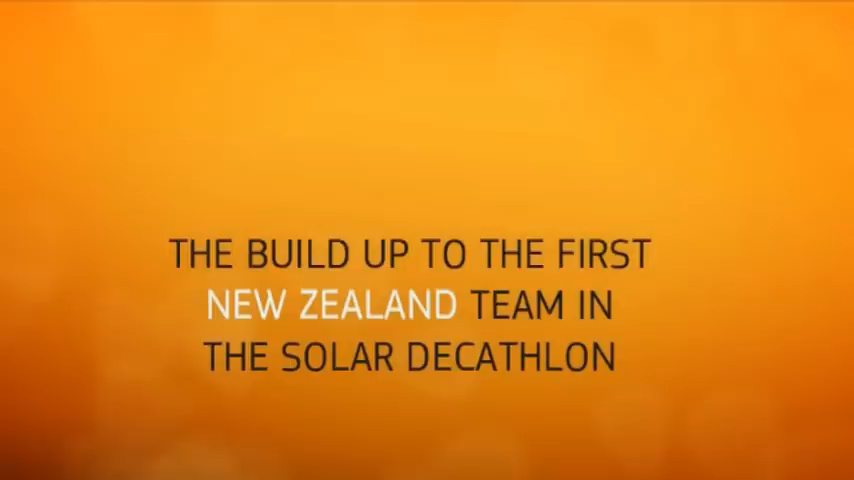 THE BUILD UP TO THE FIRST
NEW ZEALAND TEAM IN
THE SOLAR DECATHLON